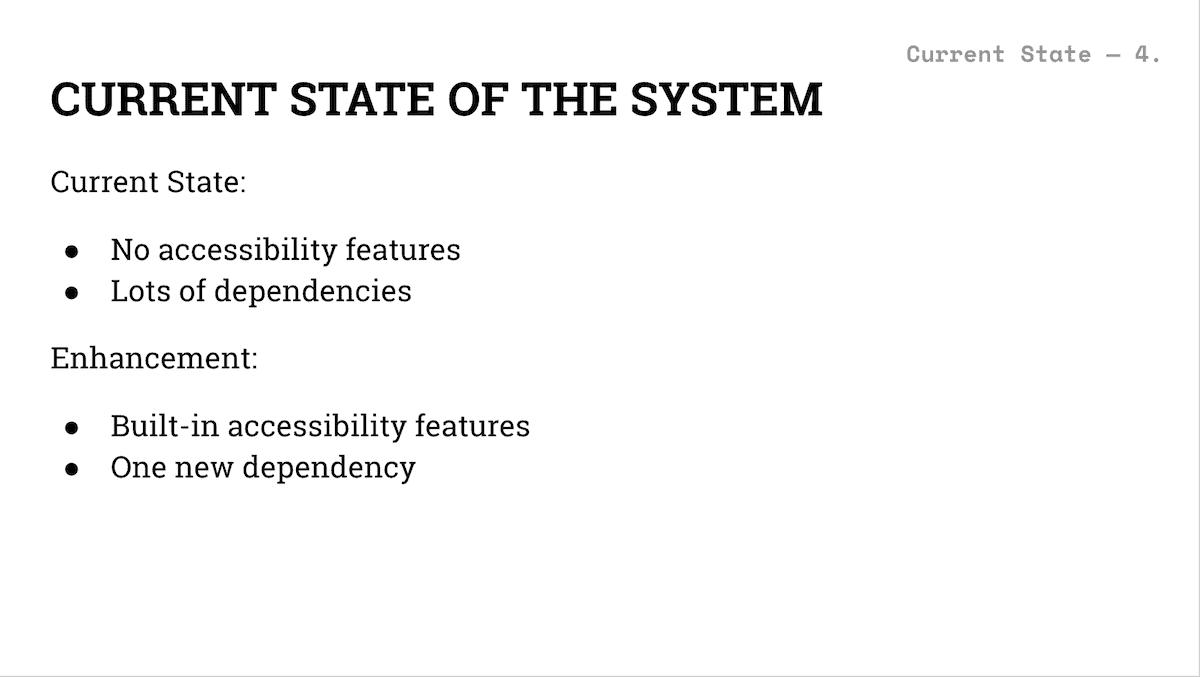 Current State — 4.
CURRENT STATE OF THE SYSTEM
Current State:
● No accessibility features
● Lots of dependencies
Enhancement:
● Built-in accessibility features
● One new dependency